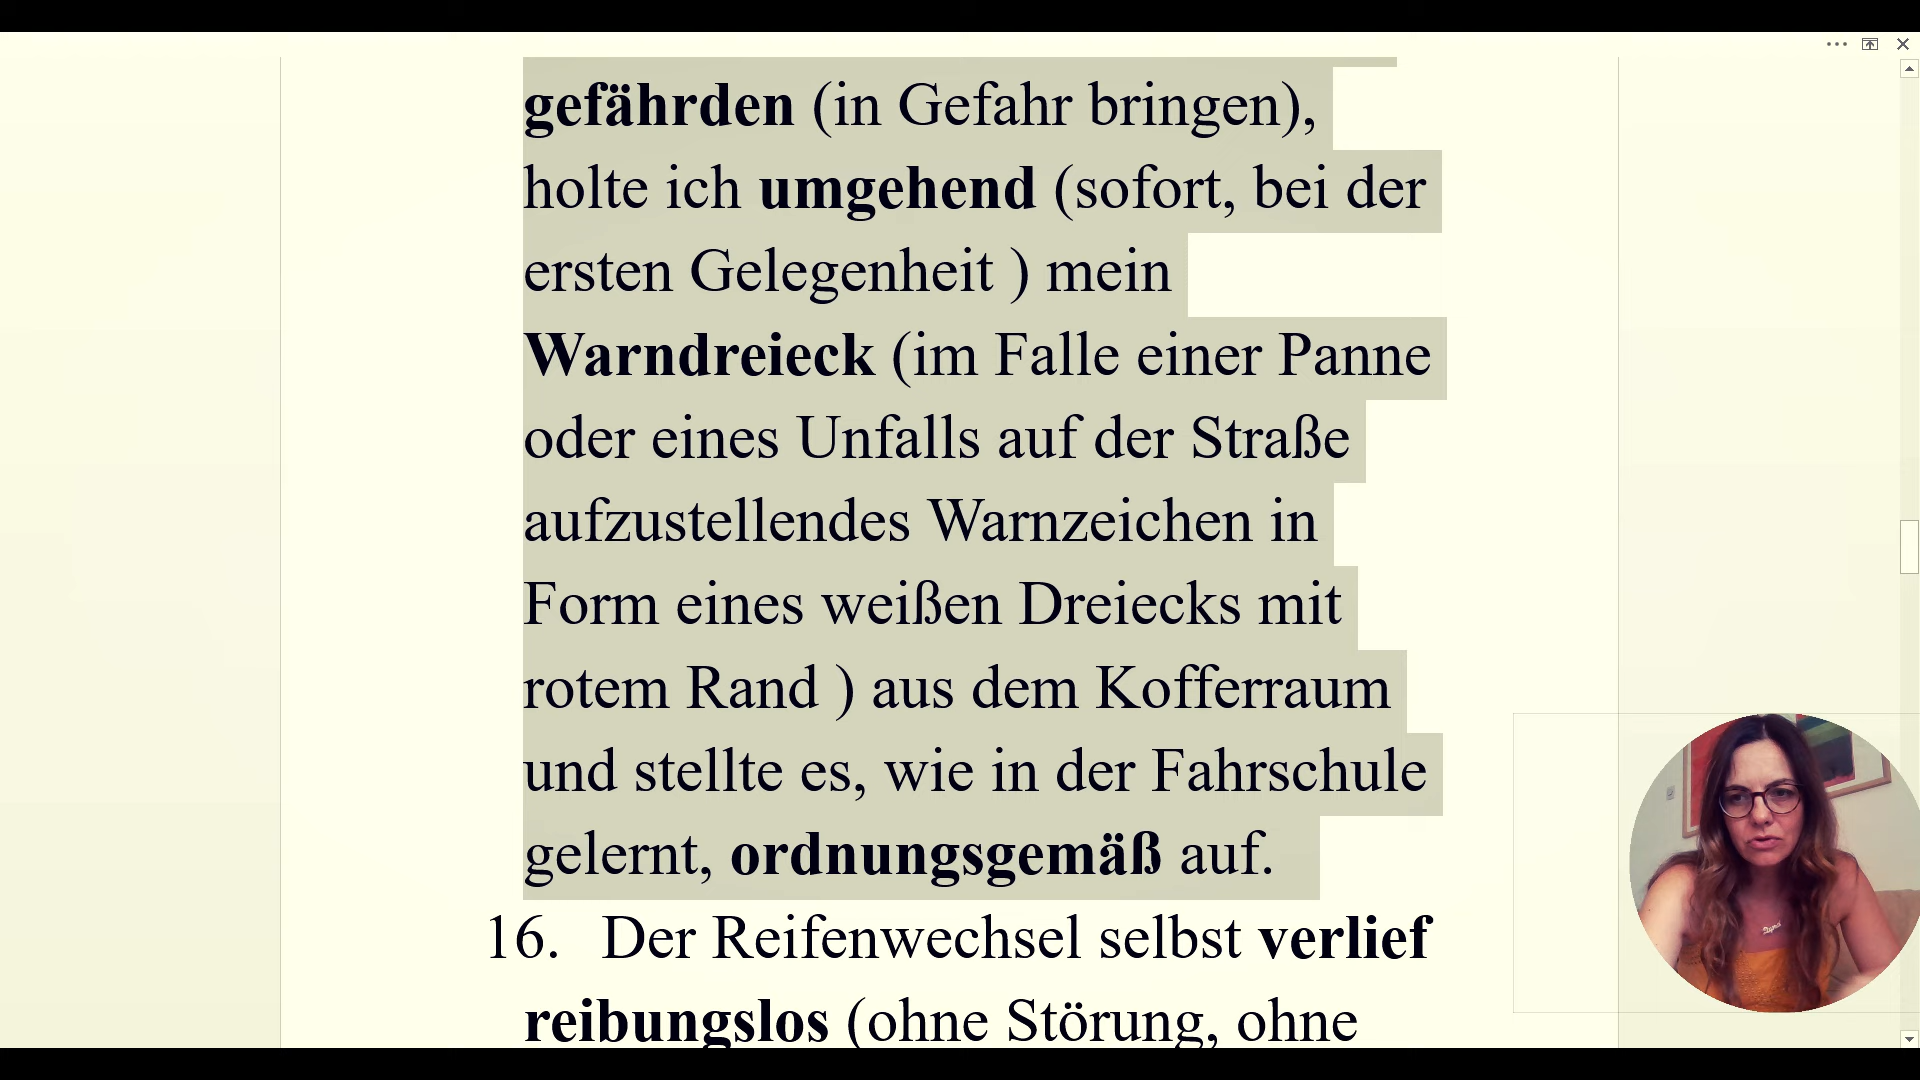 gefährden (in Gefahr bringen),
holte ich umgehend (sofort, bei der
ersten Gelegenheit ) mein
Warndreieck (im Falle einer Panne
oder eines Unfalls auf der Straße
aufzustellendes Warnzeichen in
Form eines weißen Dreiecks mit
rotem Rand ) aus dem Kofferraum
und stellte es, wie in der Fahrschule
gelernt, ordnungsgemäß auf.
16. Der Reifenwechsel selbst verlief
reibungslos (ohne Störung, ohne